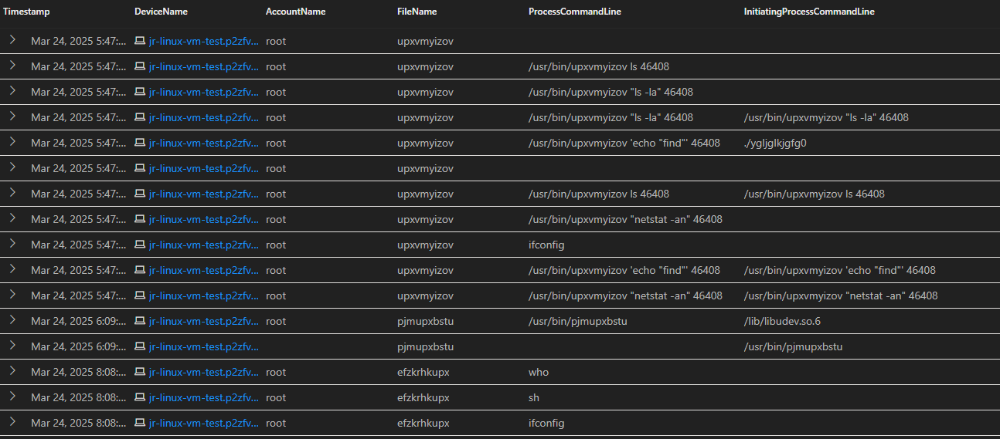 Timestamp DeviceName AccountName FileName ProcessCommandLine InitiatingProcessCommandLine
Mar 24, 2025 5:47:... jr-linux-vm-test.p2zfv... root upxvmyizov
Mar 24, 2025 5:47:... jr-linux-vm-test.p2zfv... root upxvmyizov /usr/bin/upxvmyizov ls 46408
Mar 24, 2025 5:47:... jr-linux-vm-test.p2zfv... root upxvmyizov /usr/bin/upxvmyizov "ls -la" 46408
Mar 24, 2025 5:47:... jr-linux-vm-test.p2zfv... root upxvmyizov /usr/bin/upxvmyizov "ls -la" 46408 /usr/bin/upxvmyizov "ls -la" 46408
Mar 24, 2025 5:47:... jr-linux-vm-test.p2zfv... root upxvmyizov /usr/bin/upxvmyizov 'echo "find"' 46408 ./ygljglkjgfg0
Mar 24, 2025 5:47:... jr-linux-vm-test.p2zfv... root upxvmyizov
Mar 24, 2025 5:47:... jr-linux-vm-test.p2zfv... root upxvmyizov /usr/bin/upxvmyizov ls 46408 /usr/bin/upxvmyizov ls 46408
Mar 24, 2025 5:47:... jr-linux-vm-test.p2zfv... root upxvmyizov /usr/bin/upxvmyizov "netstat -an" 46408
Mar 24, 2025 5:47:... jr-linux-vm-test.p2zfv... root upxvmyizov ifconfig
Mar 24, 2025 5:47:... jr-linux-vm-test.p2zfv... root upxvmyizov /usr/bin/upxvmyizov 'echo "find"' 46408 /usr/bin/upxvmyizov 'echo "find"' 46408
Mar 24, 2025 5:47:... jr-linux-vm-test.p2zfv... root upxvmyizov /usr/bin/upxvmyizov "netstat -an" 46408 /usr/bin/upxvmyizov "netstat -an" 46408
Mar 24, 2025 6:09:... jr-linux-vm-test.p2zfv... root pjmupxbstu /usr/bin/pjmupxbstu /lib/libudev.so.6
Mar 24, 2025 6:09:... jr-linux-vm-test.p2zfv... pjmupxbstu /usr/bin/pjmupxbstu
Mar 24, 2025 8:08:... jr-linux-vm-test.p2zfv... root efzkrhkupx who
Mar 24, 2025 8:08:... jr-linux-vm-test.p2zfv... root efzkrhkupx sh
Mar 24, 2025 8:08:... jr-linux-vm-test.p2zfv... root efzkrhkupx ifconfig